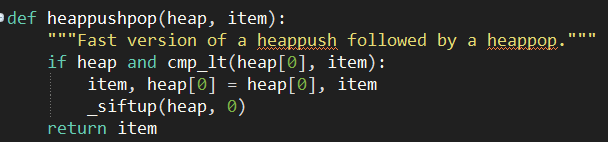 def heappushpop(heap, item):
    """Fast version of a heappush followed by a heappop."""
    if heap and cmp_lt(heap[0], item):
        item, heap[0] = heap[0], item
        _siftup(heap, 0)
    return item